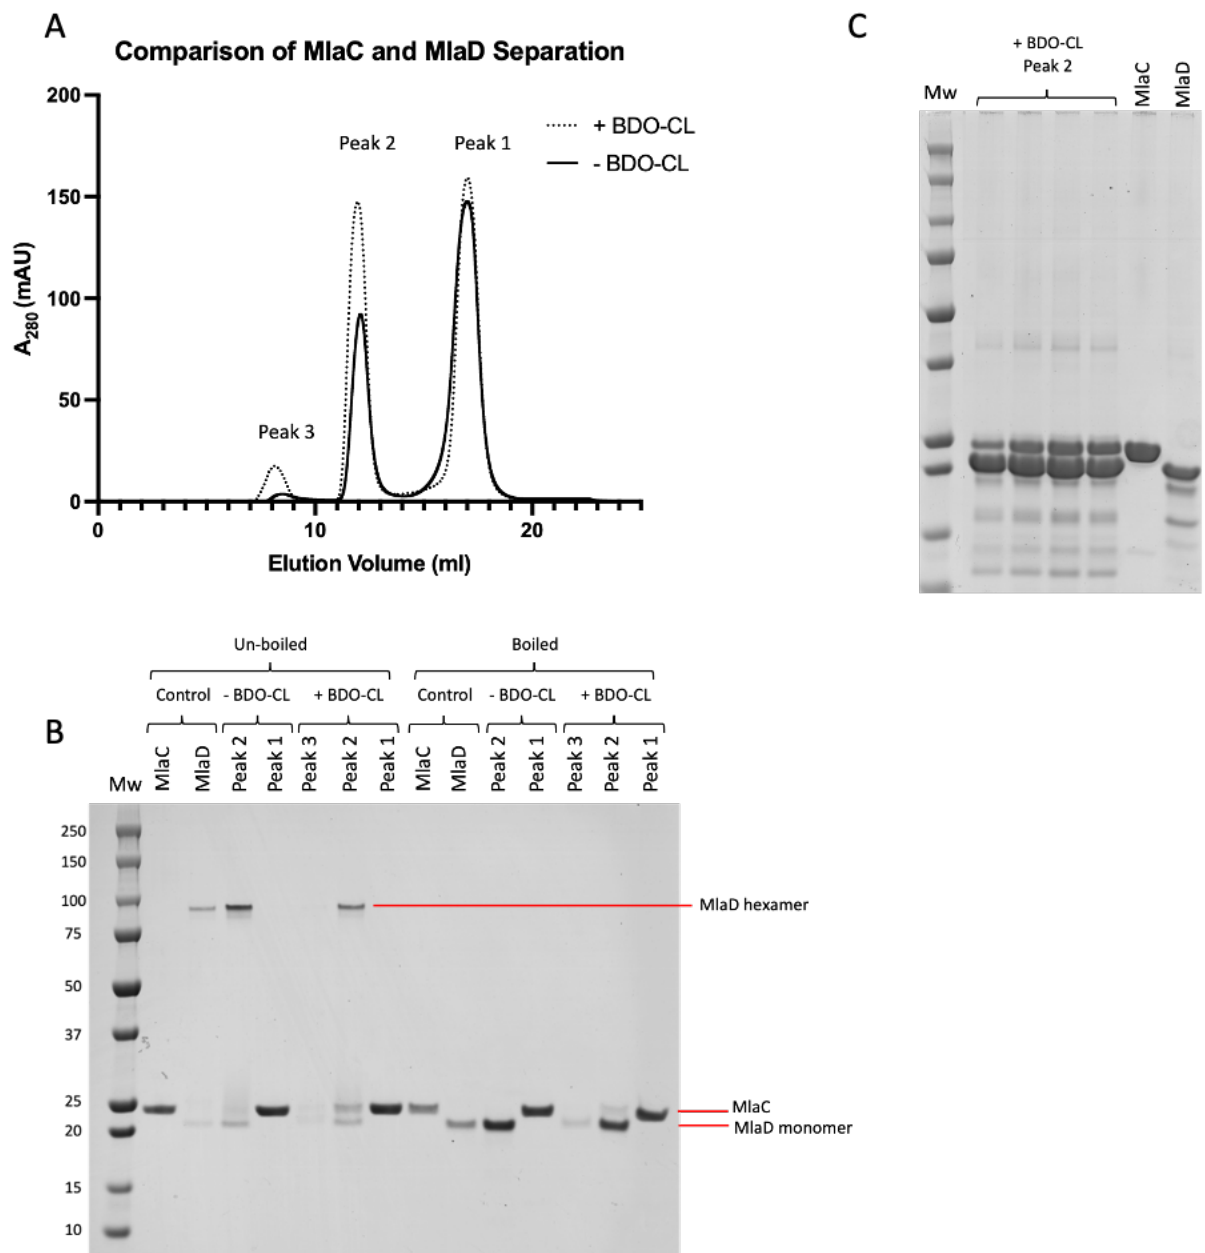 A
Comparison of MlaC and MlaD Separation
200
150
100
50
0
A280 (mAU)
0
10
20
Elution Volume (ml)
Peak 3
Peak 2
Peak 1
+ BDO-CL
- BDO-CL
C
+ BDO-CL
Peak 2
Mw
MlaC
MlaD
B
Un-boiled
Boiled
Control
- BDO-CL
+ BDO-CL
Control
- BDO-CL
+ BDO-CL
Mw
MlaC
MlaD
Peak 2
Peak 1
Peak 3
Peak 2
Peak 1
MlaC
MlaD
Peak 2
Peak 1
Peak 3
Peak 2
Peak 1
250
150
100
75
50
37
25
20
15
10
MlaD hexamer
MlaC
MlaD monomer